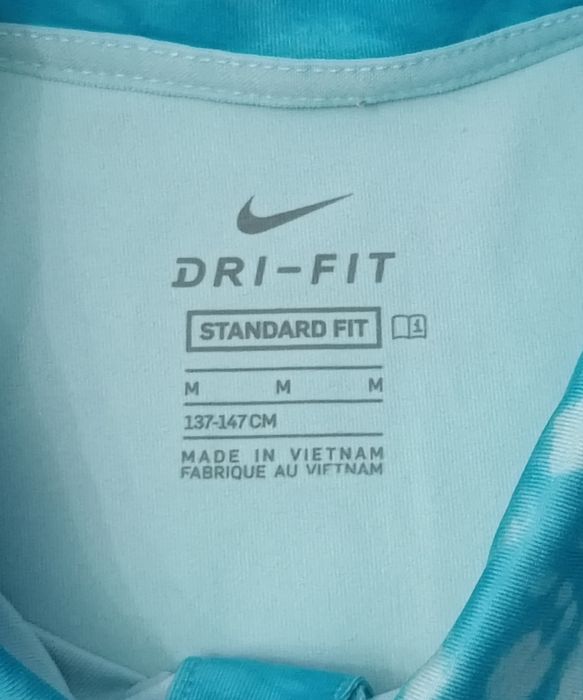 DRI-FIT
STANDARD FIT
M M M
137-147CM
MADE IN VIETNAM
FABRIQUE AU VIETNAM